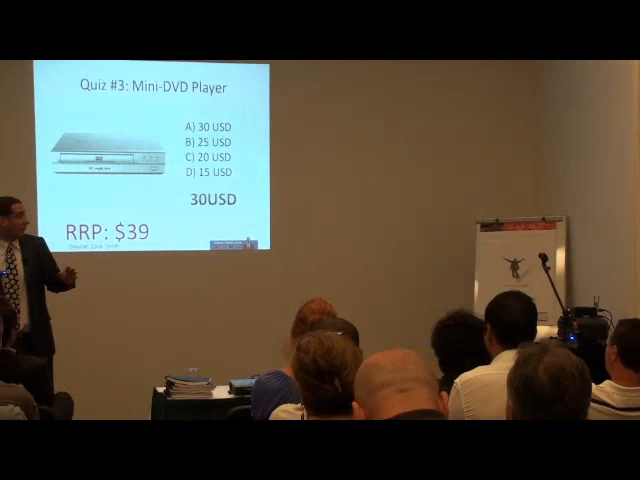 Quiz #3: Mini-DVD Player
A) 30 USD
B) 25 USD
C) 20 USD
D) 15 USD
30USD
RRP: $39